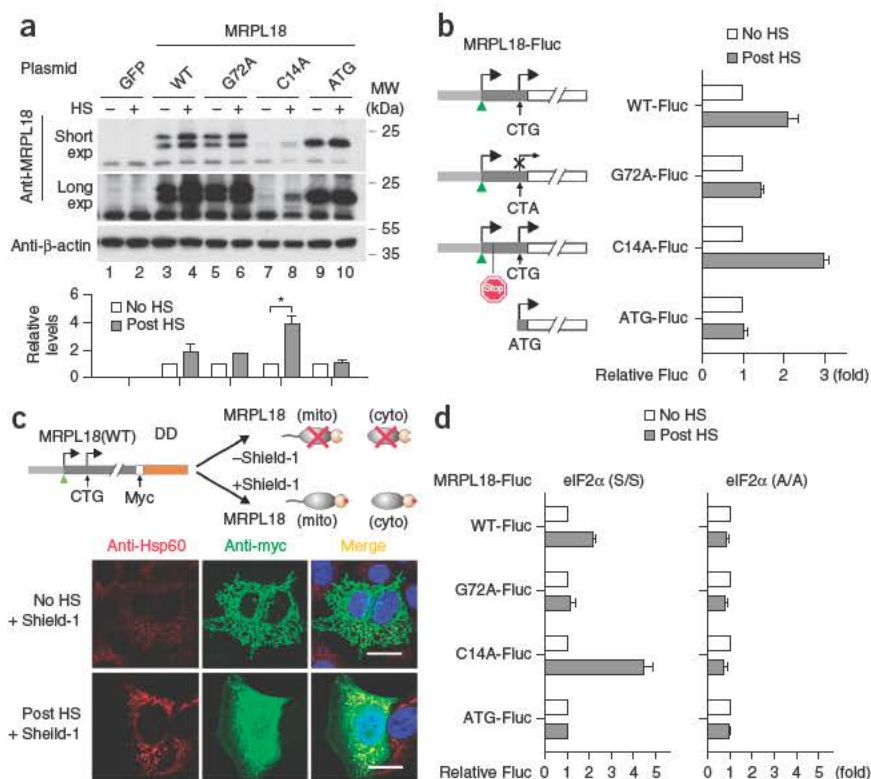 a
MRPL18
Plasmid
GFP WT G72A C14A ATG
MW (kDa)
HS − + − + − + − + − +
Anti-MRPL18
Short exp
25
Long exp
25
55
Anti-β-actin
35
1 2 3 4 5 6 7 8 9 10
No HS
Post HS
*
Relative levels
6
4
2
0
b
No HS
Post HS
MRPL18-Fluc
CTG
WT-Fluc
CTA
G72A-Fluc
CTG
Stop
C14A-Fluc
ATG
ATG-Fluc
Relative Fluc 0 1 2 3 (fold)
c
MRPL18(WT) DD
CTG Myc
MRPL18 (mito) (cyto)
–Shield-1
+Shield-1
MRPL18 (mito) (cyto)
Anti-Hsp60 Anti-myc Merge
No HS + Shield-1
Post HS + Sheild-1
d
No HS
Post HS
MRPL18-Fluc eIF2α (S/S) eIF2α (A/A)
WT-Fluc
G72A-Fluc
C14A-Fluc
ATG-Fluc
Relative Fluc 0 1 2 3 4 5 0 1 2 3 4 5 (fold)